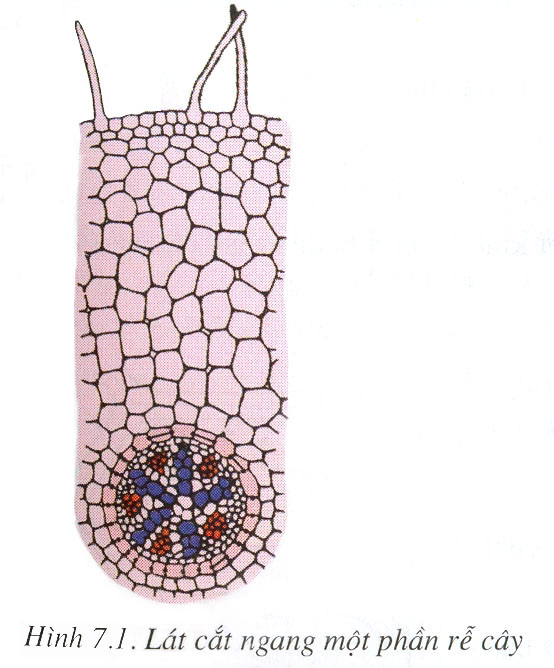 Hình 7.1. Lát cắt ngang một phần rễ cây